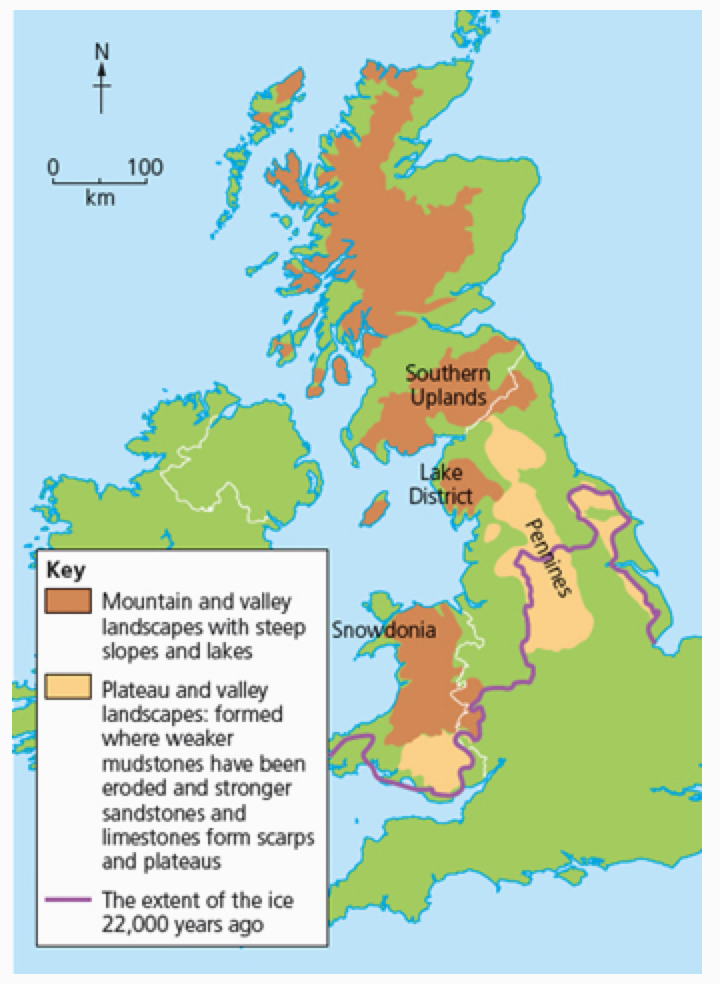 N
0 100
km
Southern
Uplands
Lake
District
Pennines
Snowdonia
Key
Mountain and valley
landscapes with steep
slopes and lakes
Plateau and valley
landscapes: formed
where weaker
mudstones have been
eroded and stronger
sandstones and
limestones form scarps
and plateaus
The extent of the ice
22,000 years ago